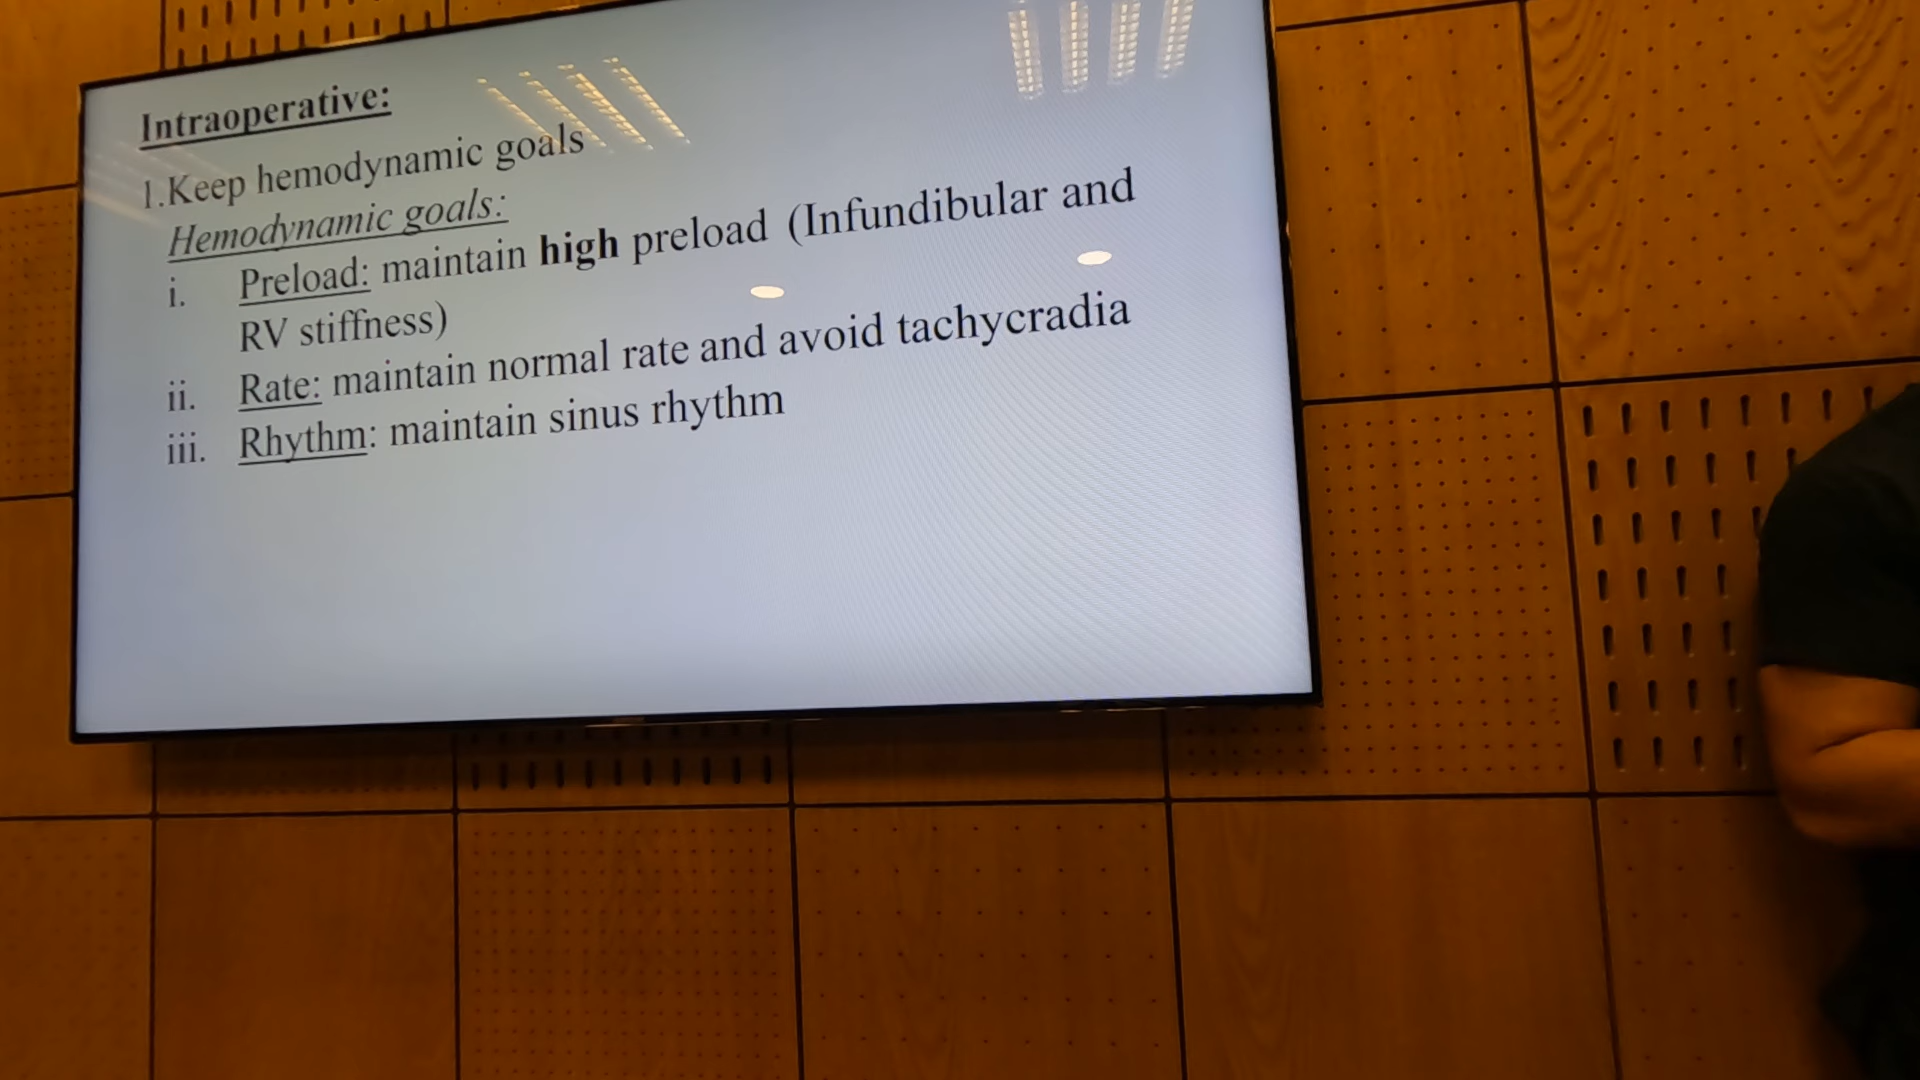 Intraoperative:
1.Keep hemodynamic goals
Hemodynamic goals:
i. Preload: maintain high preload (Infundibular and
RV stiffness)
ii. Rate: maintain normal rate and avoid tachycradia
iii. Rhythm: maintain sinus rhythm